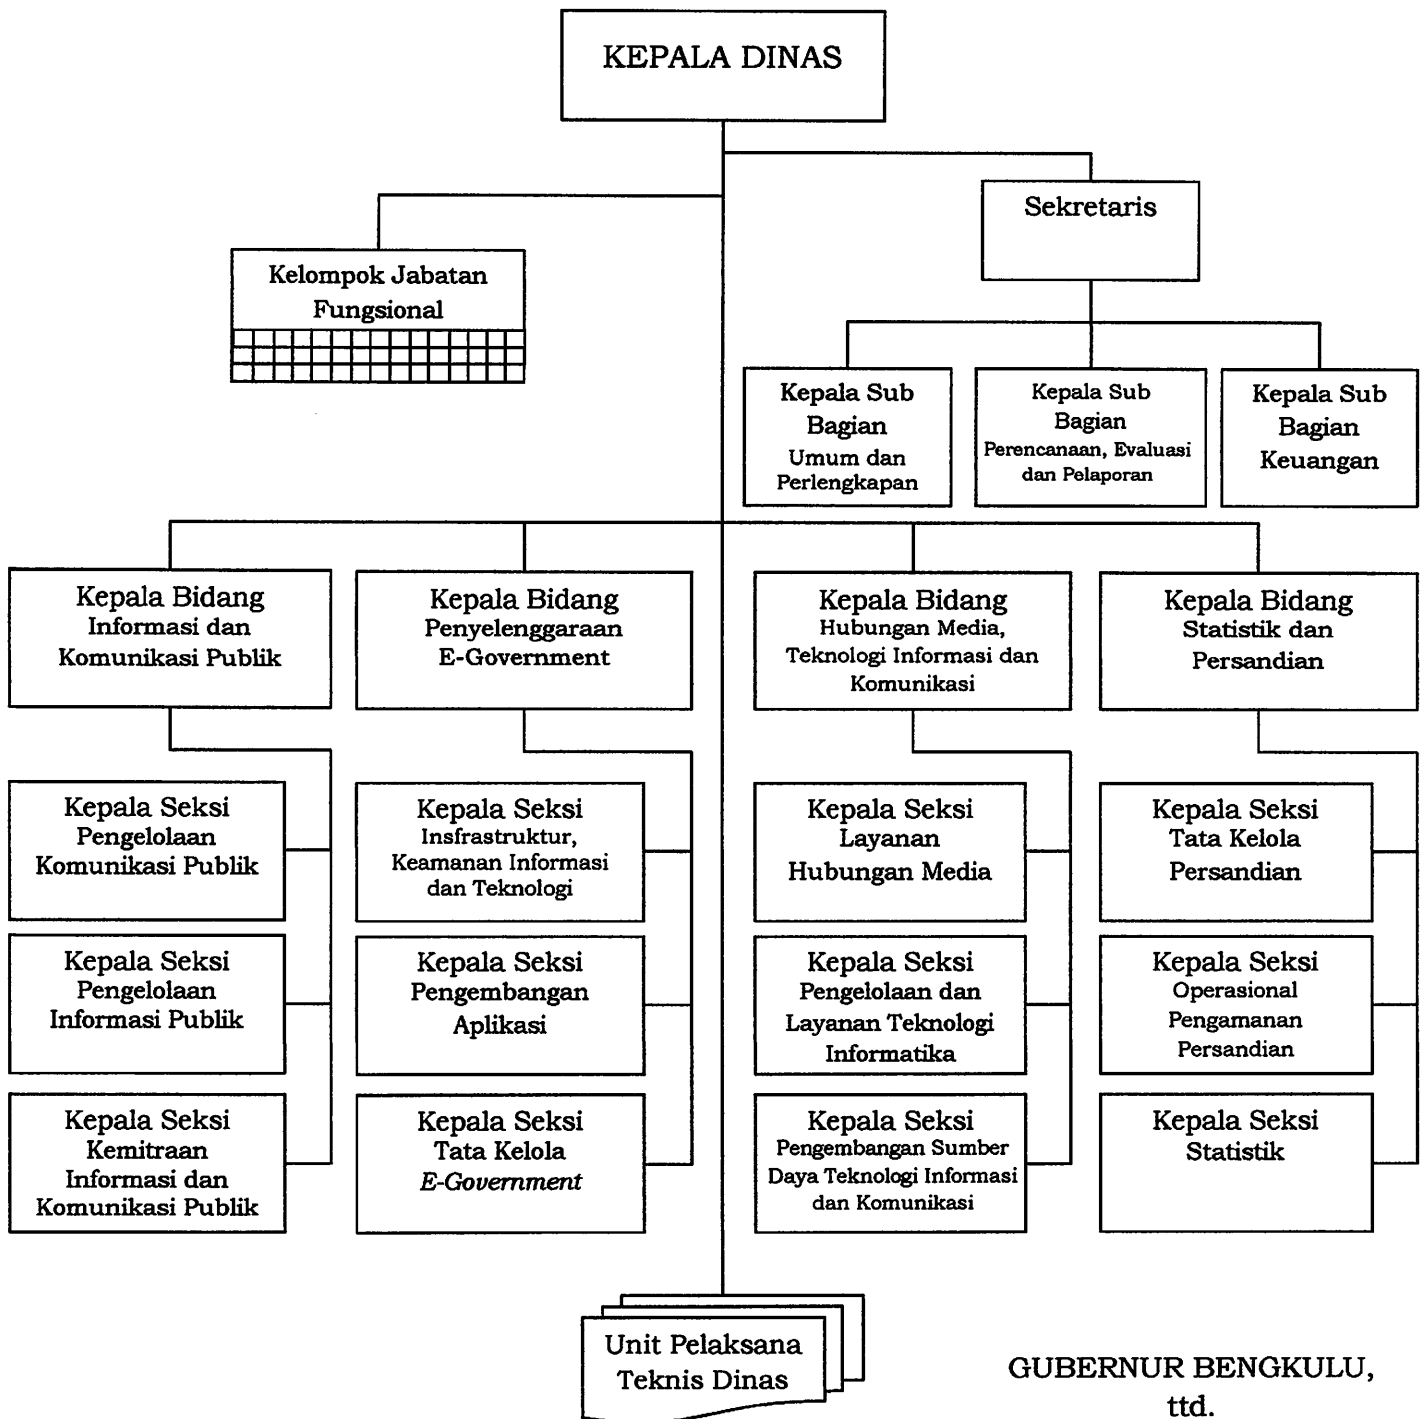 KEPALA DINAS
Sekretaris
Kelompok Jabatan
Fungsional
Kepala Sub
Bagian
Umum dan
Perlengkapan
Kepala Sub
Bagian
Perencanaan, Evaluasi
dan Pelaporan
Kepala Sub
Bagian
Keuangan
Kepala Bidang
Informasi dan
Komunikasi Publik
Kepala Bidang
Penyelenggaraan
E-Government
Kepala Bidang
Hubungan Media,
Teknologi Informasi dan
Komunikasi
Kepala Bidang
Statistik dan
Persandian
Kepala Seksi
Pengelolaan
Komunikasi Publik
Kepala Seksi
Insfrastruktur,
Keamanan Informasi
dan Teknologi
Kepala Seksi
Layanan
Hubungan Media
Kepala Seksi
Tata Kelola
Persandian
Kepala Seksi
Pengelolaan
Informasi Publik
Kepala Seksi
Pengembangan
Aplikasi
Kepala Seksi
Pengelolaan dan
Layanan Teknologi
Informatika
Kepala Seksi
Operasional
Pengamanan
Persandian
Kepala Seksi
Kemitraan
Informasi dan
Komunikasi Publik
Kepala Seksi
Tata Kelola
E-Government
Kepala Seksi
Pengembangan Sumber
Daya Teknologi Informasi
dan Komunikasi
Kepala Seksi
Statistik
Unit Pelaksana
Teknis Dinas
GUBERNUR BENGKULU,
ttd.